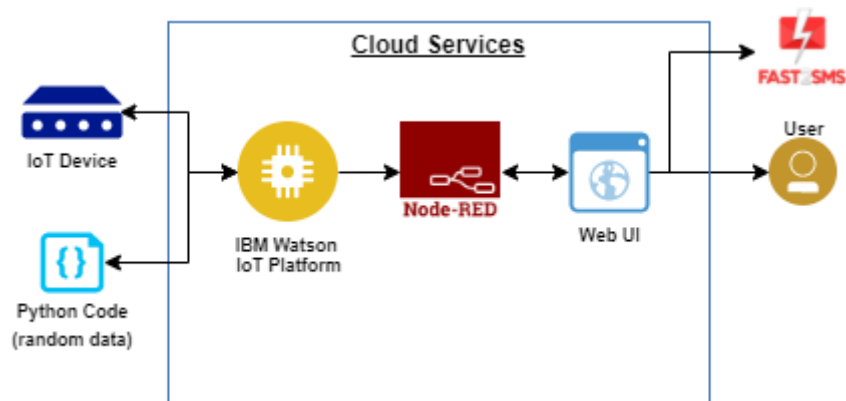 Cloud Services
FAST2SMS
User
IoT Device
Node-RED
Web UI
IBM Watson
IoT Platform
Python Code
(random data)